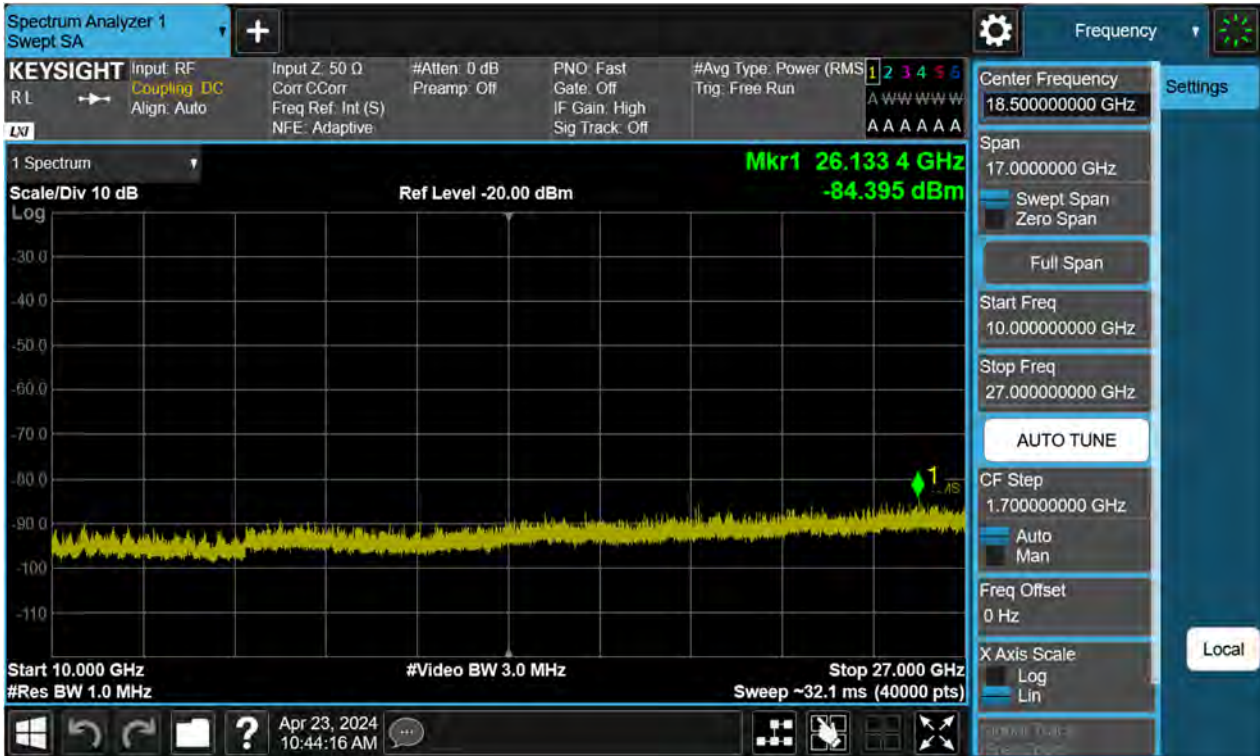 Spectrum Analyzer 1
Swept SA
Frequency
KEYSIGHT
RL
LXI
Input: RF
Coupling: DC
Align: Auto
Input Z: 50 Ω
Corr CCorr
Freq Ref: Int (S)
NFE: Adaptive
#Atten: 0 dB
Preamp: Off
PNO: Fast
Gate: Off
IF Gain: High
Sig Track: Off
#Avg Type: Power (RMS
Trig: Free Run
1 2 3 4 5 6
A W W W W W
A A A A A A
1 Spectrum
Scale/Div 10 dB
Ref Level -20.00 dBm
Mkr1 26.133 4 GHz
-84.395 dBm
Log
-30.0
-40.0
-50.0
-60.0
-70.0
-80.0
-90.0
-100
-110
1
Start 10.000 GHz
#Video BW 3.0 MHz
Stop 27.000 GHz
#Res BW 1.0 MHz
Sweep ~32.1 ms (40000 pts)
Apr 23, 2024
10:44:16 AM
?
Center Frequency
18.500000000 GHz
Settings
Span
17.0000000 GHz
Swept Span
Zero Span
Full Span
Start Freq
10.000000000 GHz
Stop Freq
27.000000000 GHz
AUTO TUNE
CF Step
1.700000000 GHz
Auto
Man
Freq Offset
0 Hz
X Axis Scale
Log
Lin
Local